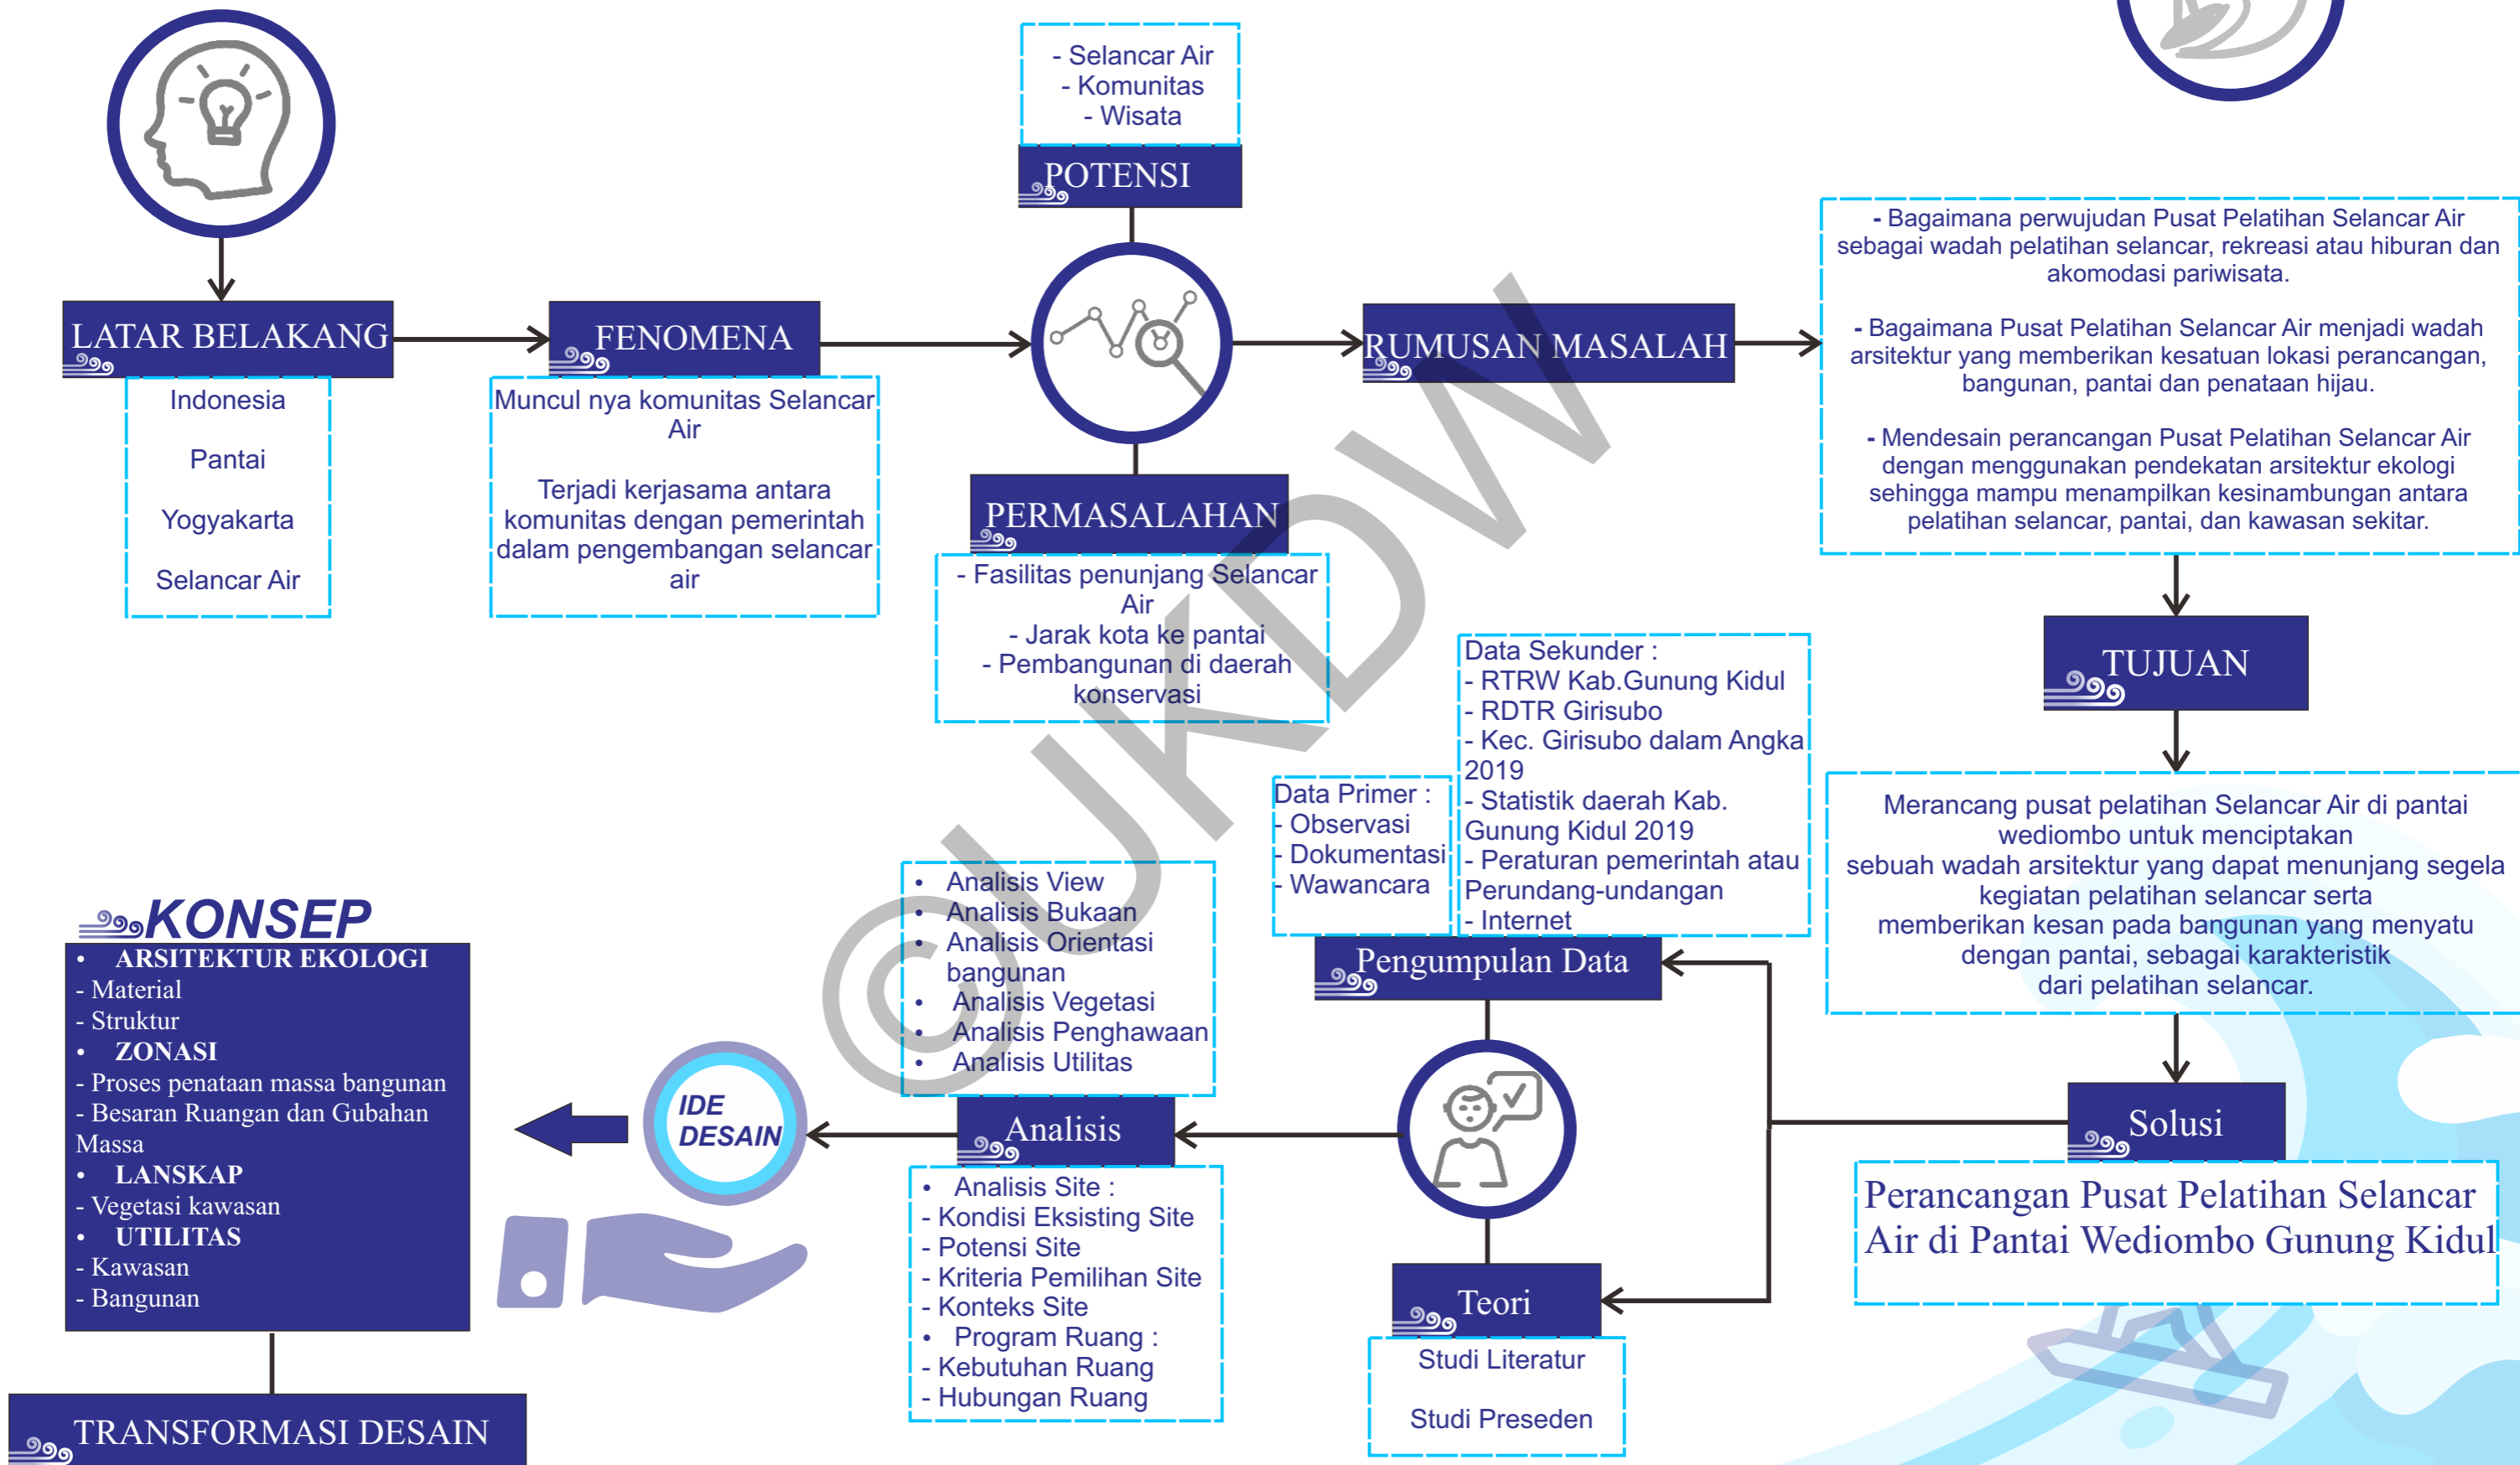 LATAR BELAKANG
Indonesia
Pantai
Yogyakarta
Selancar Air
FENOMENA
Muncul nya komunitas Selancar
Air
Terjadi kerjasama antara
komunitas dengan pemerintah
dalam pengembangan selancar
air
- Selancar Air
- Komunitas
- Wisata
POTENSI
PERMASALAHAN
- Fasilitas penunjang Selancar
Air
- Jarak kota ke pantai
- Pembangunan di daerah
konservasi
RUMUSAN MASALAH
- Bagaimana perwujudan Pusat Pelatihan Selancar Air
sebagai wadah pelatihan selancar, rekreasi atau hiburan dan
akomodasi pariwisata.
- Bagaimana Pusat Pelatihan Selancar Air menjadi wadah
arsitektur yang memberikan kesatuan lokasi perancangan,
bangunan, pantai dan penataan hijau.
- Mendesain perancangan Pusat Pelatihan Selancar Air
dengan menggunakan pendekatan arsitektur ekologi
sehingga mampu menampilkan kesinambungan antara
pelatihan selancar, pantai, dan kawasan sekitar.
TUJUAN
Merancang pusat pelatihan Selancar Air di pantai
wediombo untuk menciptakan
sebuah wadah arsitektur yang dapat menunjang segela
kegiatan pelatihan selancar serta
memberikan kesan pada bangunan yang menyatu
dengan pantai, sebagai karakteristik
dari pelatihan selancar.
Solusi
Perancangan Pusat Pelatihan Selancar
Air di Pantai Wediombo Gunung Kidul
Data Primer :
- Observasi
- Dokumentasi
- Wawancara
Data Sekunder :
- RTRW Kab.Gunung Kidul
- RDTR Girisubo
- Kec. Girisubo dalam Angka
2019
- Statistik daerah Kab.
Gunung Kidul 2019
- Peraturan pemerintah atau
Perundang-undangan
- Internet
Pengumpulan Data
Teori
Studi Literatur
Studi Preseden
• Analisis View
• Analisis Bukaan
• Analisis Orientasi
bangunan
• Analisis Vegetasi
• Analisis Penghawaan
• Analisis Utilitas
Analisis
• Analisis Site :
- Kondisi Eksisting Site
- Potensi Site
- Kriteria Pemilihan Site
- Konteks Site
• Program Ruang :
- Kebutuhan Ruang
- Hubungan Ruang
IDE
DESAIN
KONSEP
• ARSITEKTUR EKOLOGI
- Material
- Struktur
• ZONASI
- Proses penataan massa bangunan
- Besaran Ruangan dan Gubahan
Massa
• LANSKAP
- Vegetasi kawasan
• UTILITAS
- Kawasan
- Bangunan
TRANSFORMASI DESAIN
©UKDW